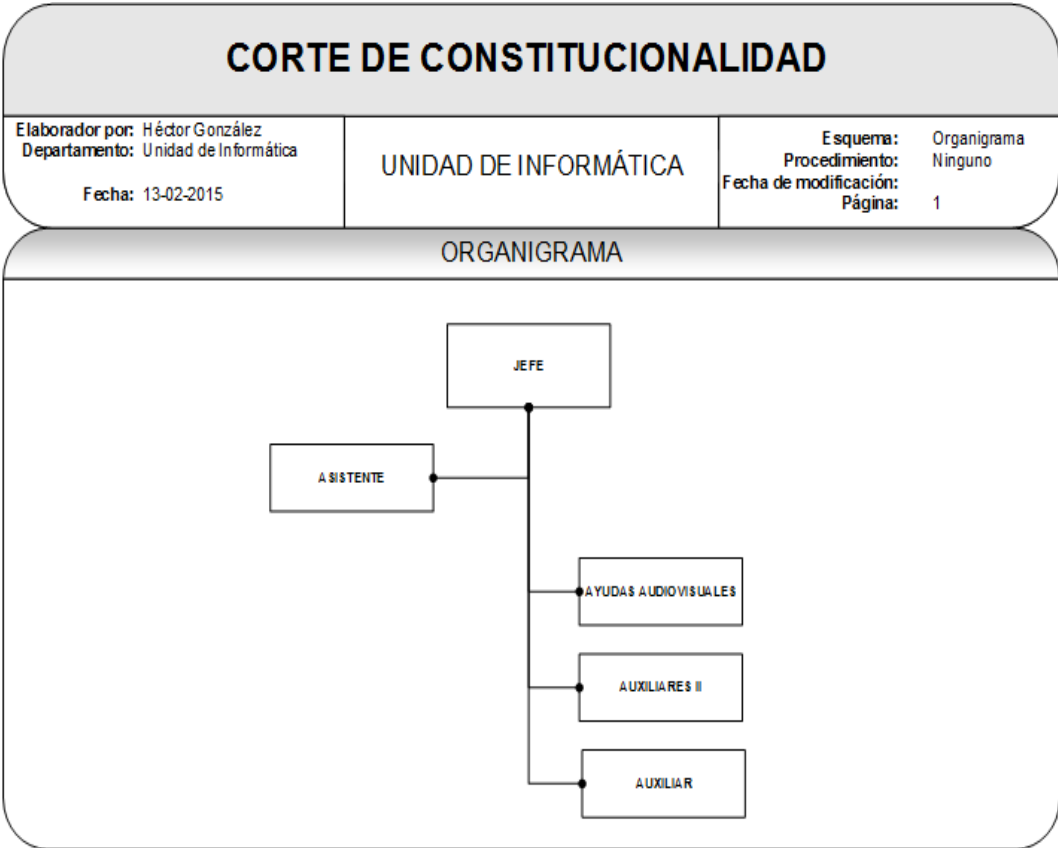 CORTE DE CONSTITUCIONALIDAD
Elaborador por: Héctor González
Departamento: Unidad de Informática
Fecha: 13-02-2015
UNIDAD DE INFORMÁTICA
Esquema: Organigrama
Procedimiento: Ninguno
Fecha de modificación:
Página: 1
ORGANIGRAMA
JEFE
ASISTENTE
AYUDAS AUDIOVISUALES
AUXILIARES II
AUXILIAR